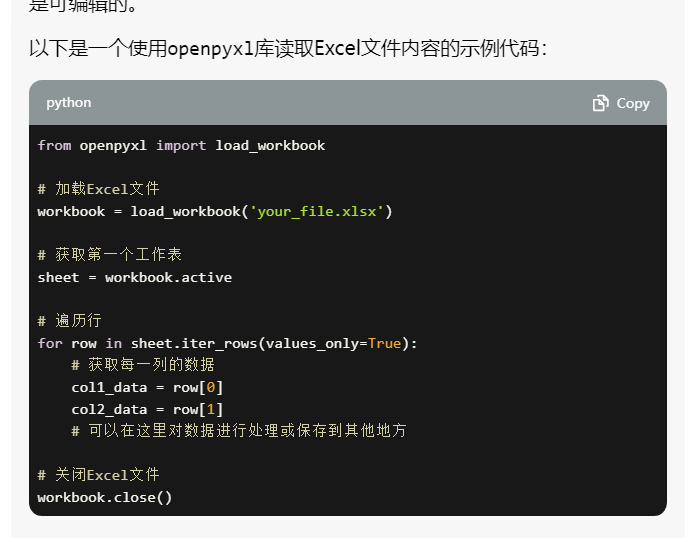 是可编辑的。
以下是一个使用openpyxl库读取Excel文件内容的示例代码：
python
Copy
from openpyxl import load_workbook
# 加载Excel文件
workbook = load_workbook('your_file.xlsx')
# 获取第一个工作表
sheet = workbook.active
# 遍历行
for row in sheet.iter_rows(values_only=True):
    # 获取每一列的数据
    col1_data = row[0]
    col2_data = row[1]
    # 可以在这里对数据进行处理或保存到其他地方
# 关闭Excel文件
workbook.close()